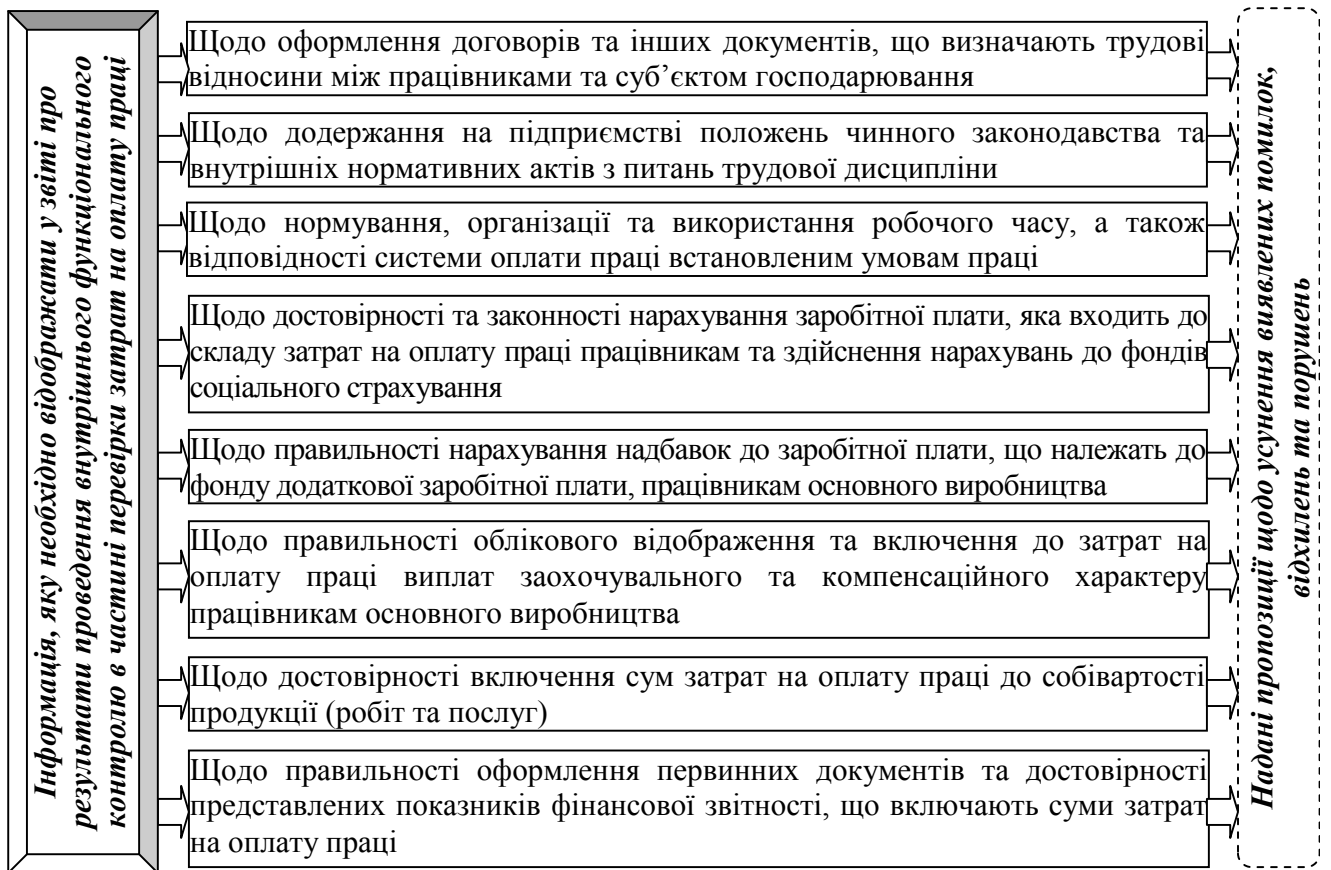 Інформація, яку необхідно відображати у звіті про
результати проведення внутрішнього функціонального
контролю в частині перевірки затрат на оплату праці
Щодо оформлення договорів та інших документів, що визначають трудові
відносини між працівниками та суб’єктом господарювання
Щодо додержання на підприємстві положень чинного законодавства та
внутрішніх нормативних актів з питань трудової дисципліни
Щодо нормування, організації та використання робочого часу, а також
відповідності системи оплати праці встановленим умовам праці
Щодо достовірності та законності нарахування заробітної плати, яка входить до
складу затрат на оплату праці працівникам та здійснення нарахувань до фондів
соціального страхування
Щодо правильності нарахування надбавок до заробітної плати, що належать до
фонду додаткової заробітної плати, працівникам основного виробництва
Щодо правильності облікового відображення та включення до затрат на
оплату праці виплат заохочувального та компенсаційного характеру
працівникам основного виробництва
Щодо достовірності включення сум затрат на оплату праці до собівартості
продукції (робіт та послуг)
Щодо правильності оформлення первинних документів та достовірності
представлених показників фінансової звітності, що включають суми затрат
на оплату праці
Надані пропозиції щодо усунення виявлених помилок,
відхилень та порушень